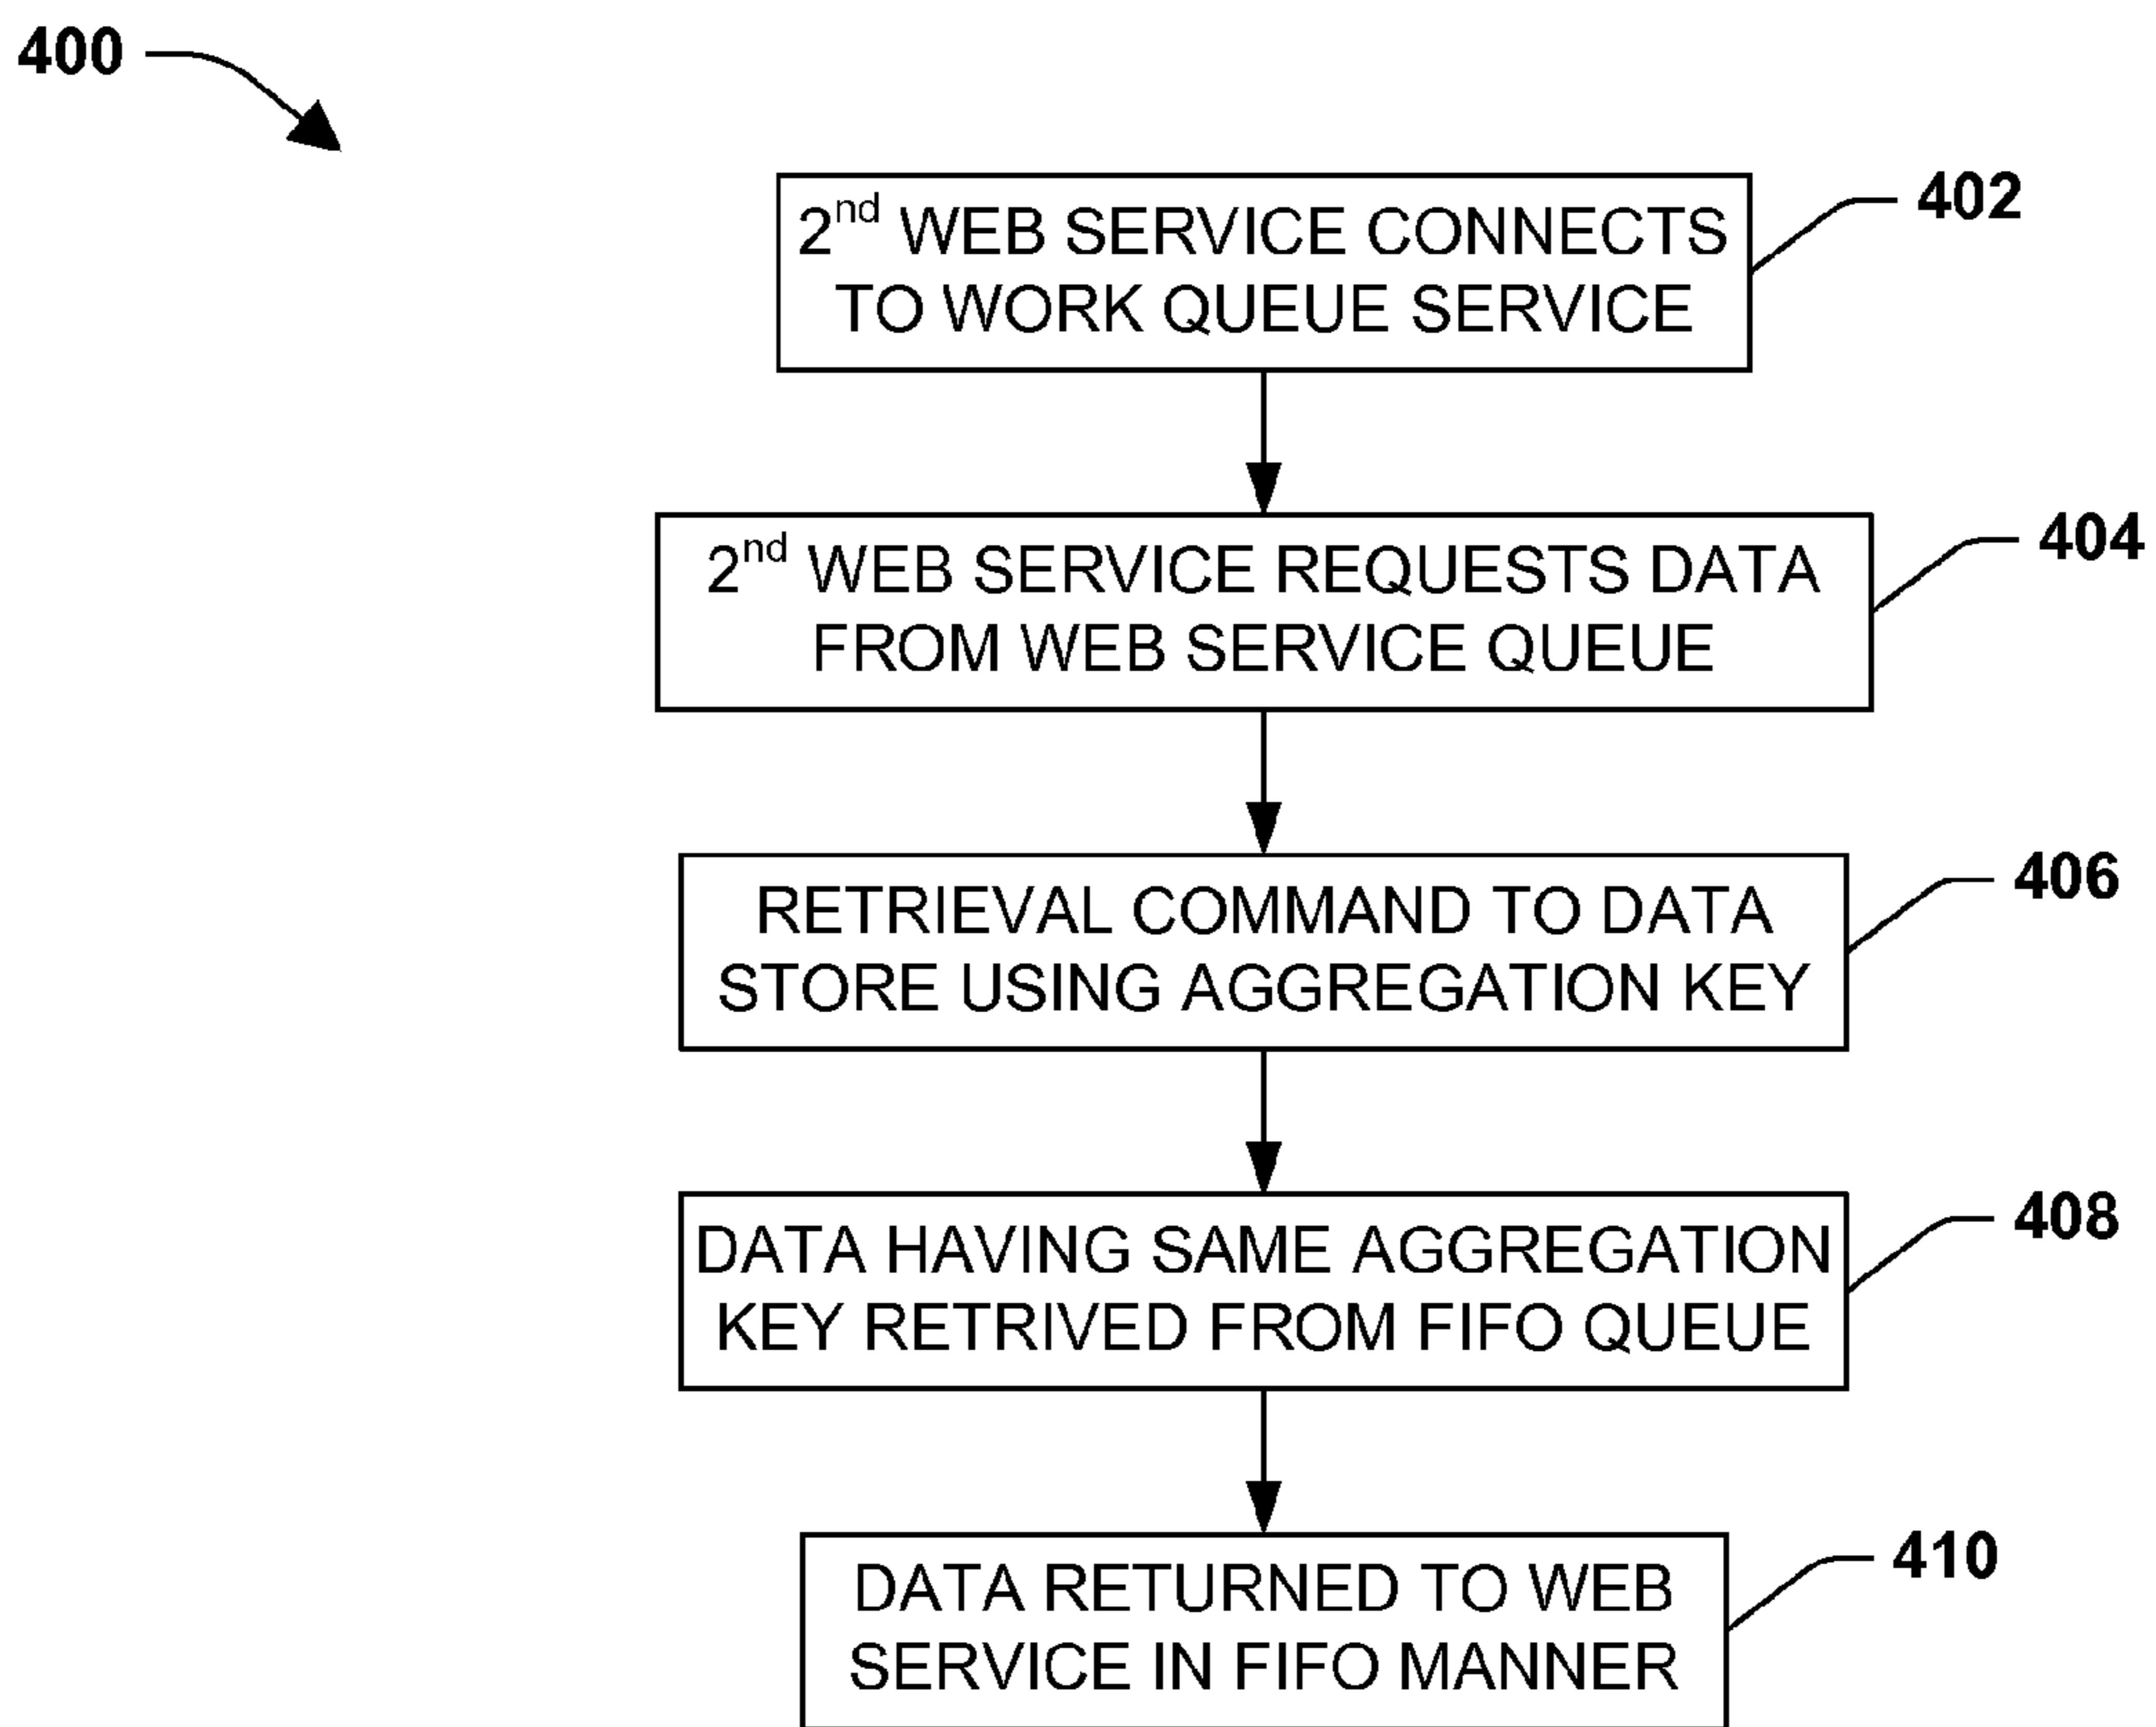 400
2nd WEB SERVICE CONNECTS
TO WORK QUEUE SERVICE
402
2nd WEB SERVICE REQUESTS DATA
FROM WEB SERVICE QUEUE
404
RETRIEVAL COMMAND TO DATA
STORE USING AGGREGATION KEY
406
DATA HAVING SAME AGGREGATION
KEY RETRIVED FROM FIFO QUEUE
408
DATA RETURNED TO WEB
SERVICE IN FIFO MANNER
410